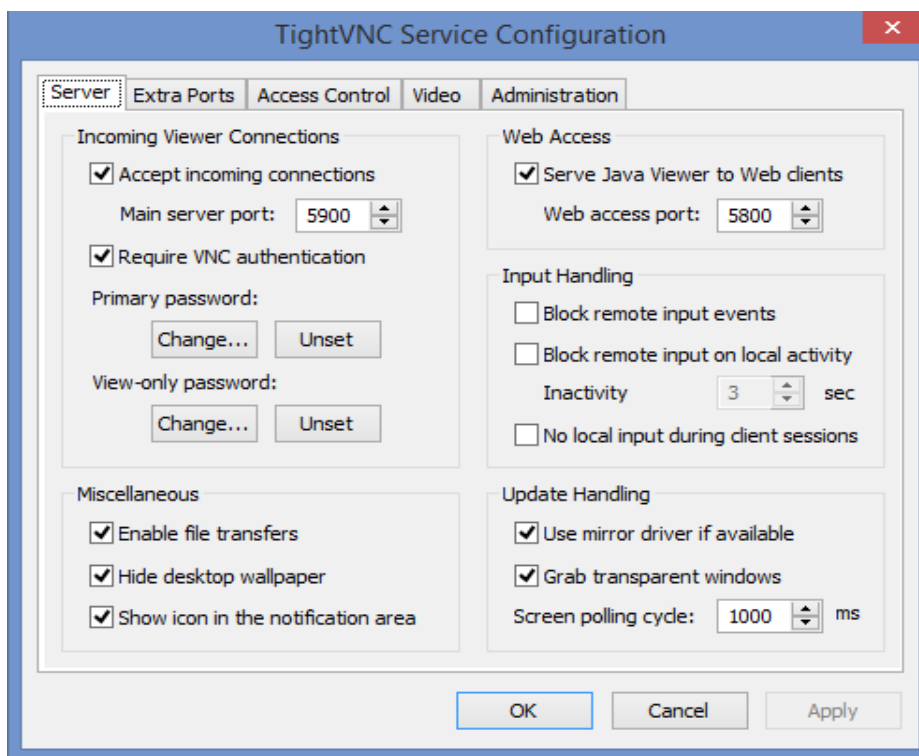 TightVNC Service Configuration
Server Extra Ports Access Control Video Administration
Incoming Viewer Connections
Accept incoming connections
Main server port: 5900
Require VNC authentication
Primary password:
Change... Unset
View-only password:
Change... Unset
Web Access
Serve Java Viewer to Web clients
Web access port: 5800
Input Handling
Block remote input events
Block remote input on local activity
Inactivity 3 sec
No local input during client sessions
Miscellaneous
Enable file transfers
Hide desktop wallpaper
Show icon in the notification area
Update Handling
Use mirror driver if available
Grab transparent windows
Screen polling cycle: 1000 ms
OK Cancel Apply